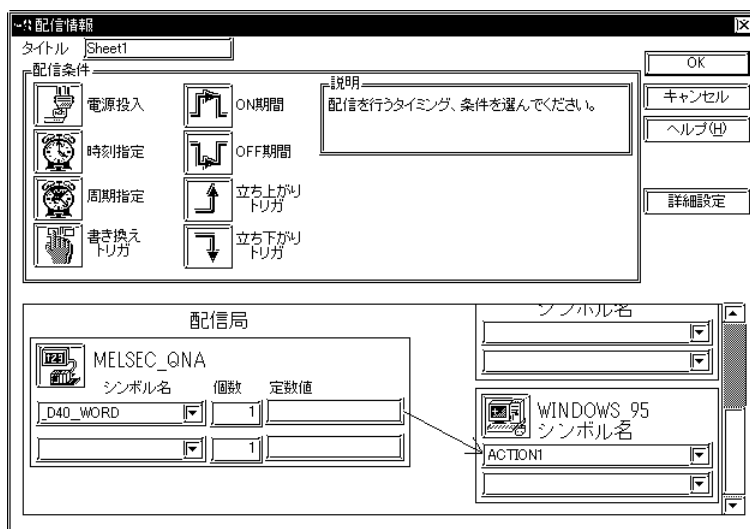 配信情報
タイトル Sheet1
配信条件
電源投入
時刻指定
周期指定
書き換え
トリガ
ON期間
OFF期間
立ち上がり
トリガ
立ち下がり
トリガ
説明
配信を行うタイミング、条件を選んでください。
OK
キャンセル
ヘルプ(H)
詳細設定
配信局
MELSEC_QNA
シンボル名 個数 定数値
_D40_WORD 1
1
シンボル名
WINDOWS_95
シンボル名
ACTION1